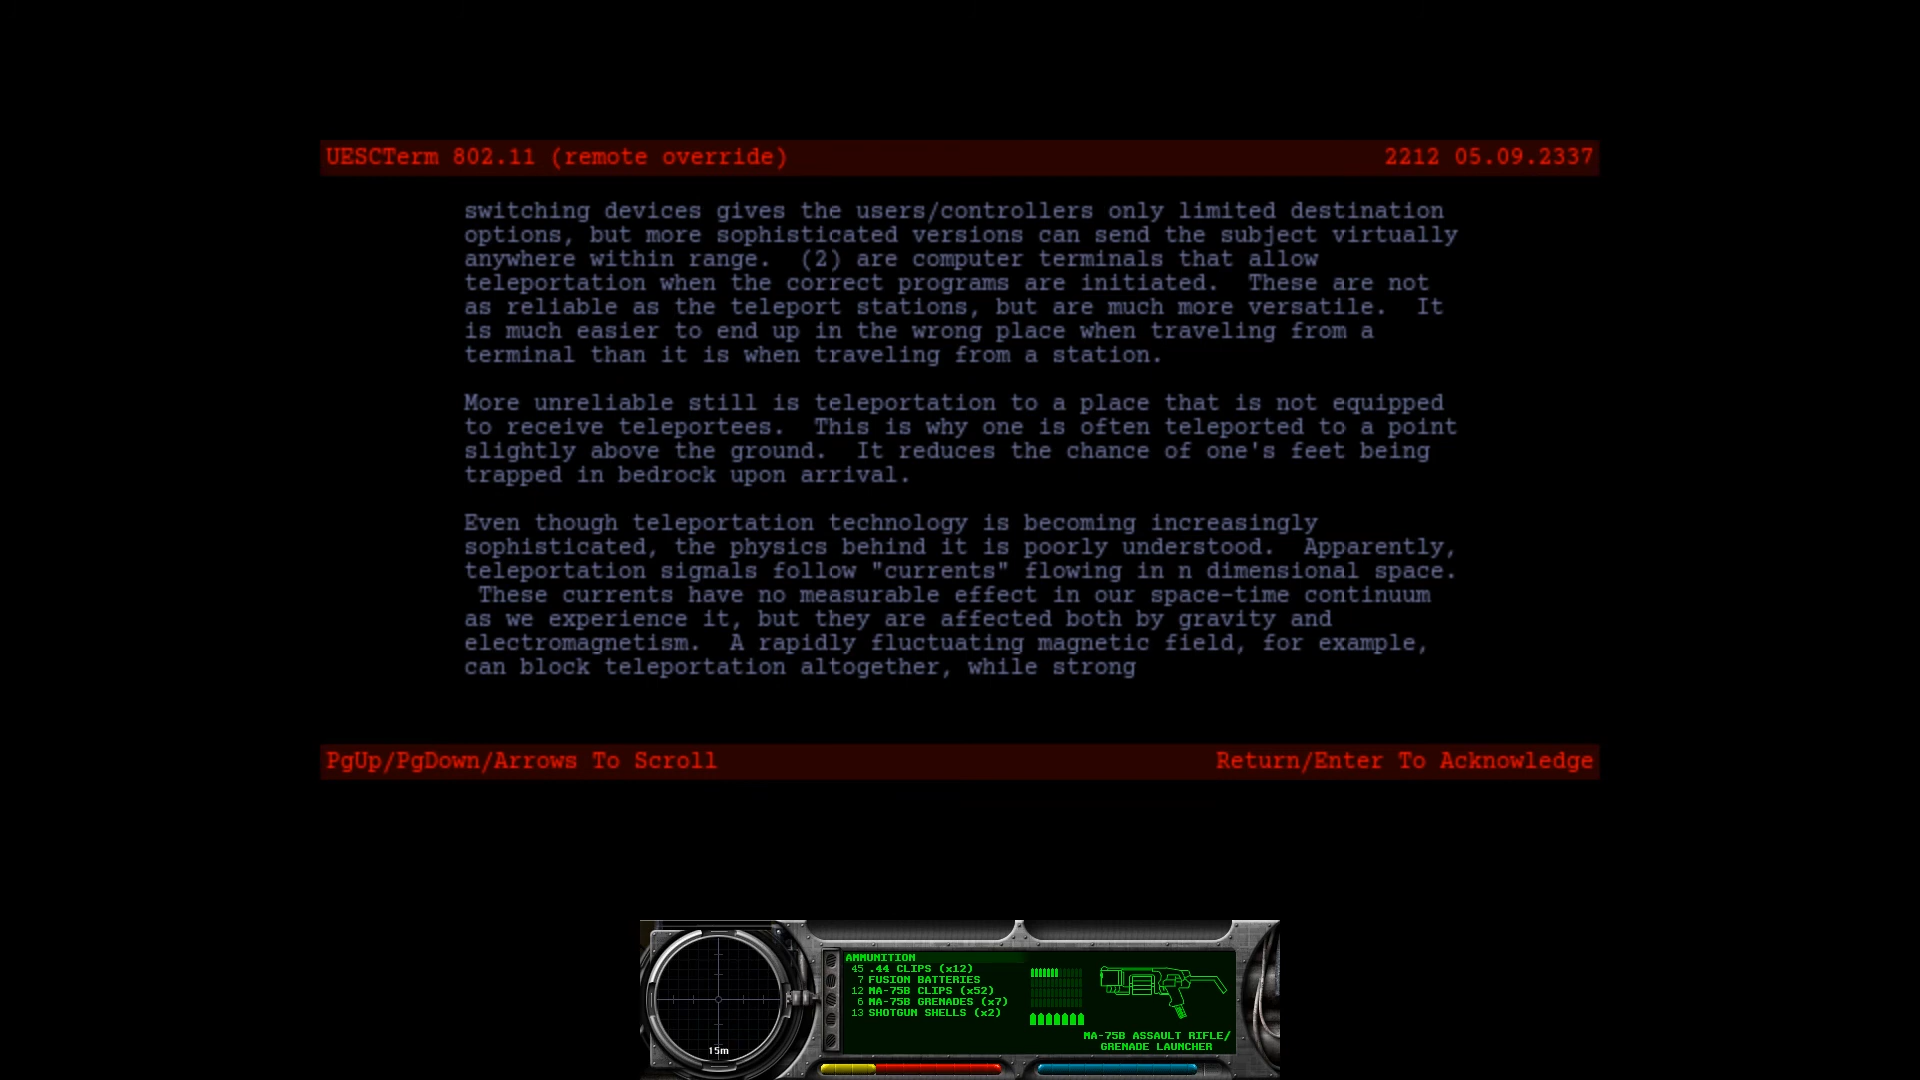 UESCTerm 802.11 (remote override)
2212 05.09.2337
switching devices gives the users/controllers only limited destination
options, but more sophisticated versions can send the subject virtually
anywhere within range.  (2) are computer terminals that allow
teleportation when the correct programs are initiated.  These are not
as reliable as the teleport stations, but are much more versatile.  It
is much easier to end up in the wrong place when traveling from a
terminal than it is when traveling from a station.
More unreliable still is teleportation to a place that is not equipped
to receive teleportees.  This is why one is often teleported to a point
slightly above the ground.  It reduces the chance of one's feet being
trapped in bedrock upon arrival.
Even though teleportation technology is becoming increasingly
sophisticated, the physics behind it is poorly understood.  Apparently,
teleportation signals follow "currents" flowing in n dimensional space.
These currents have no measurable effect in our space-time continuum
as we experience it, but they are affected both by gravity and
electromagnetism.  A rapidly fluctuating magnetic field, for example,
can block teleportation altogether, while strong
PgUp/PgDown/Arrows To Scroll
Return/Enter To Acknowledge
AMMUNITION
45 .44 CLIPS (x12)
7 FUSION BATTERIES
12 MA-75B CLIPS (x52)
6 MA-75B GRENADES (x7)
13 SHOTGUN SHELLS (x2)
MA-75B ASSAULT RIFLE/
GRENADE LAUNCHER
15m